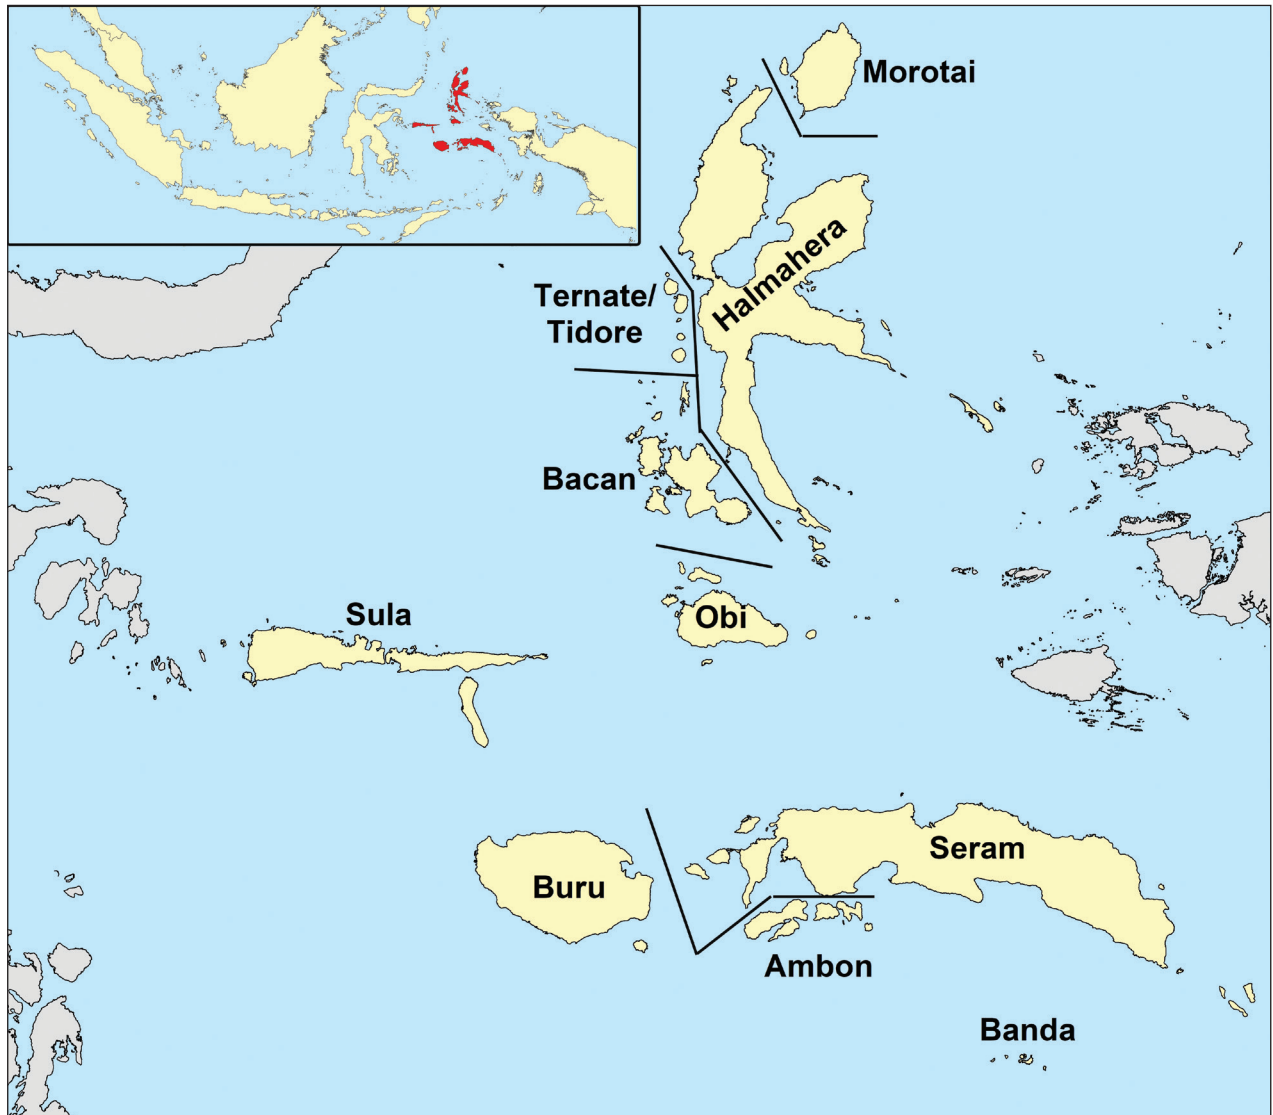 Morotai
Halmahera
Ternate/
Tidore
Bacan
Obi
Sula
Seram
Buru
Ambon
Banda